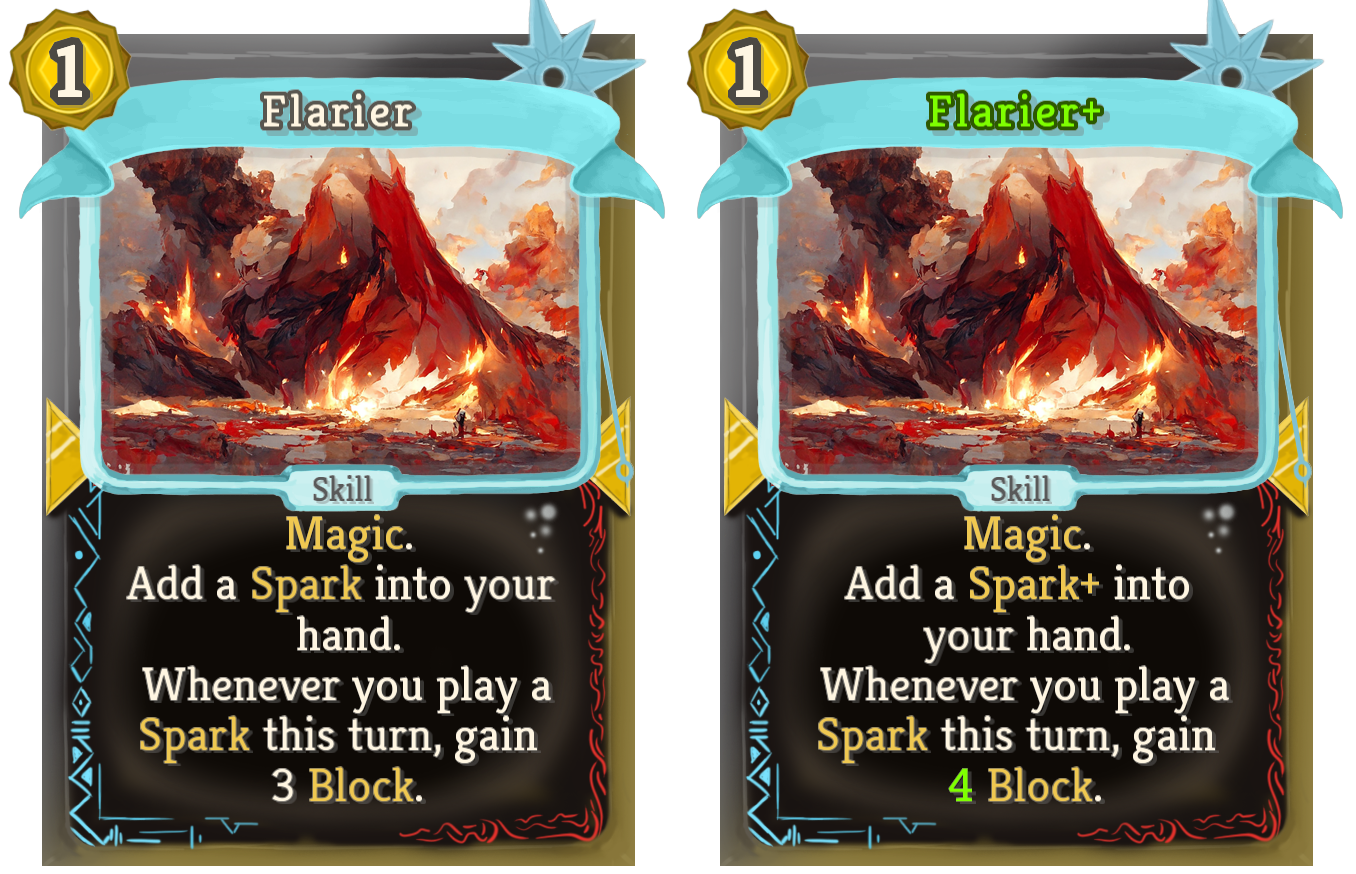 1
Flarier
Skill
Magic.
Add a Spark into your
hand.
Whenever you play a
Spark this turn, gain
3 Block.
1
Flarier+
Skill
Magic.
Add a Spark+ into
your hand.
Whenever you play a
Spark this turn, gain
4 Block.